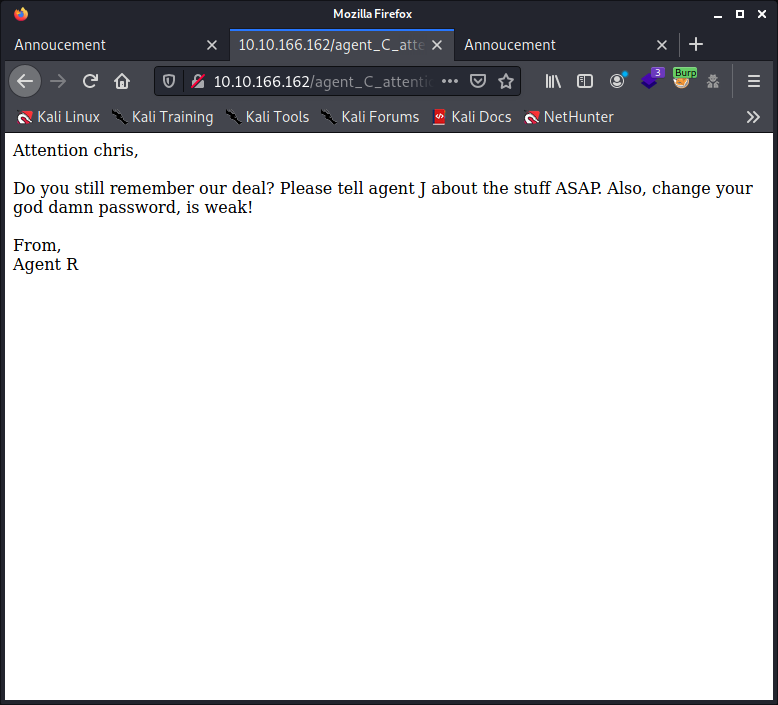 Mozilla Firefox
Annoucement
10.10.166.162/agent_C_atte
Annoucement
10.10.166.162/agent_C_attenti
3
Burp
Kali Linux
Kali Training
Kali Tools
Kali Forums
Kali Docs
NetHunter
Attention chris,
Do you still remember our deal? Please tell agent J about the stuff ASAP. Also, change your
god damn password, is weak!
From,
Agent R